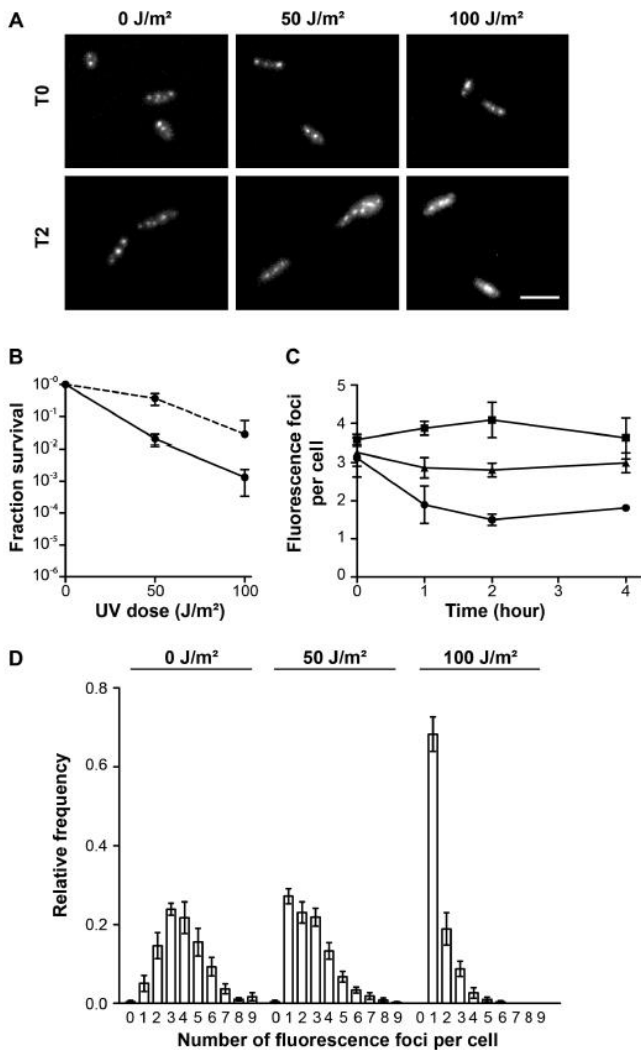 A
0 J/m² 50 J/m² 100 J/m²
T0
T2
B
Fraction survival
10⁻⁰
10⁻¹
10⁻²
10⁻³
10⁻⁴
10⁻⁵
10⁻⁶
0 50 100
UV dose (J/m²)
C
Fluorescence foci
per cell
5
4
3
2
1
0
0 1 2 3 4
Time (hour)
D
0 J/m² 50 J/m² 100 J/m²
Relative frequency
0.8
0.6
0.4
0.2
0.0
0 1 2 3 4 5 6 7 8 9 0 1 2 3 4 5 6 7 8 9 0 1 2 3 4 5 6 7 8 9
Number of fluorescence foci per cell